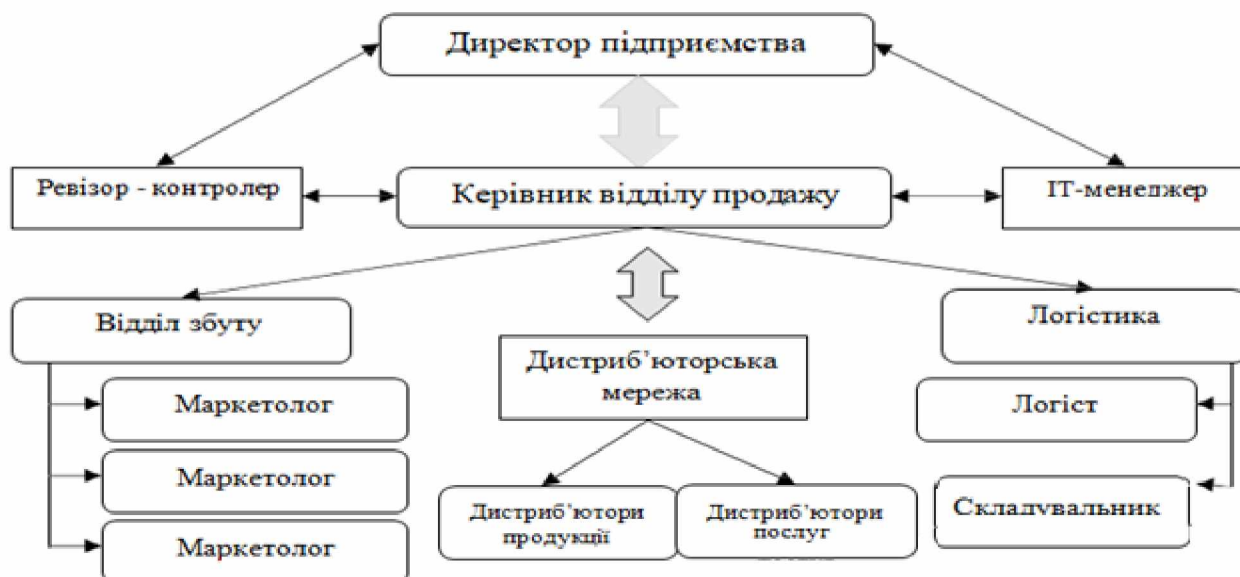 Директор підприємства
Ревізор - контролер
Керівник відділу продажу
ІТ-менеджер
Відділ збуту
Логістика
Дистриб’юторська
мережа
Маркетолог
Логіст
Маркетолог
Дистриб’ютори
продукції
Дистриб’ютори
послуг
Складувальник
Маркетолог